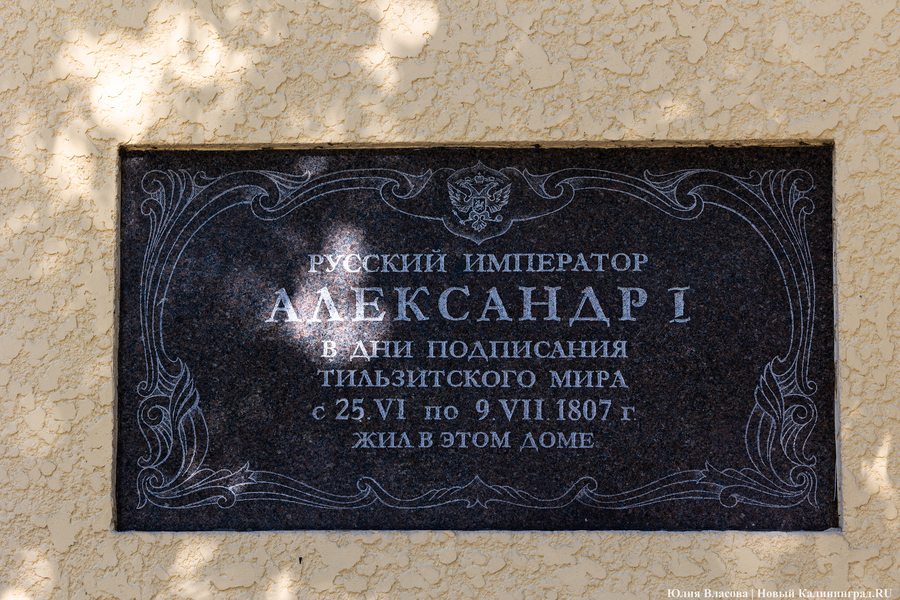 РУССКИЙ ИМПЕРАТОР
АЛЕКСАНДР I
В ДНИ ПОДПИСАНИЯ
ТИЛЬЗИТСКОГО МИРА
с 25.VI по 9.VII 1807 г
ЖИЛ В ЭТОМ ДОМЕ
Юлия Власова | Новый Калининград.RU